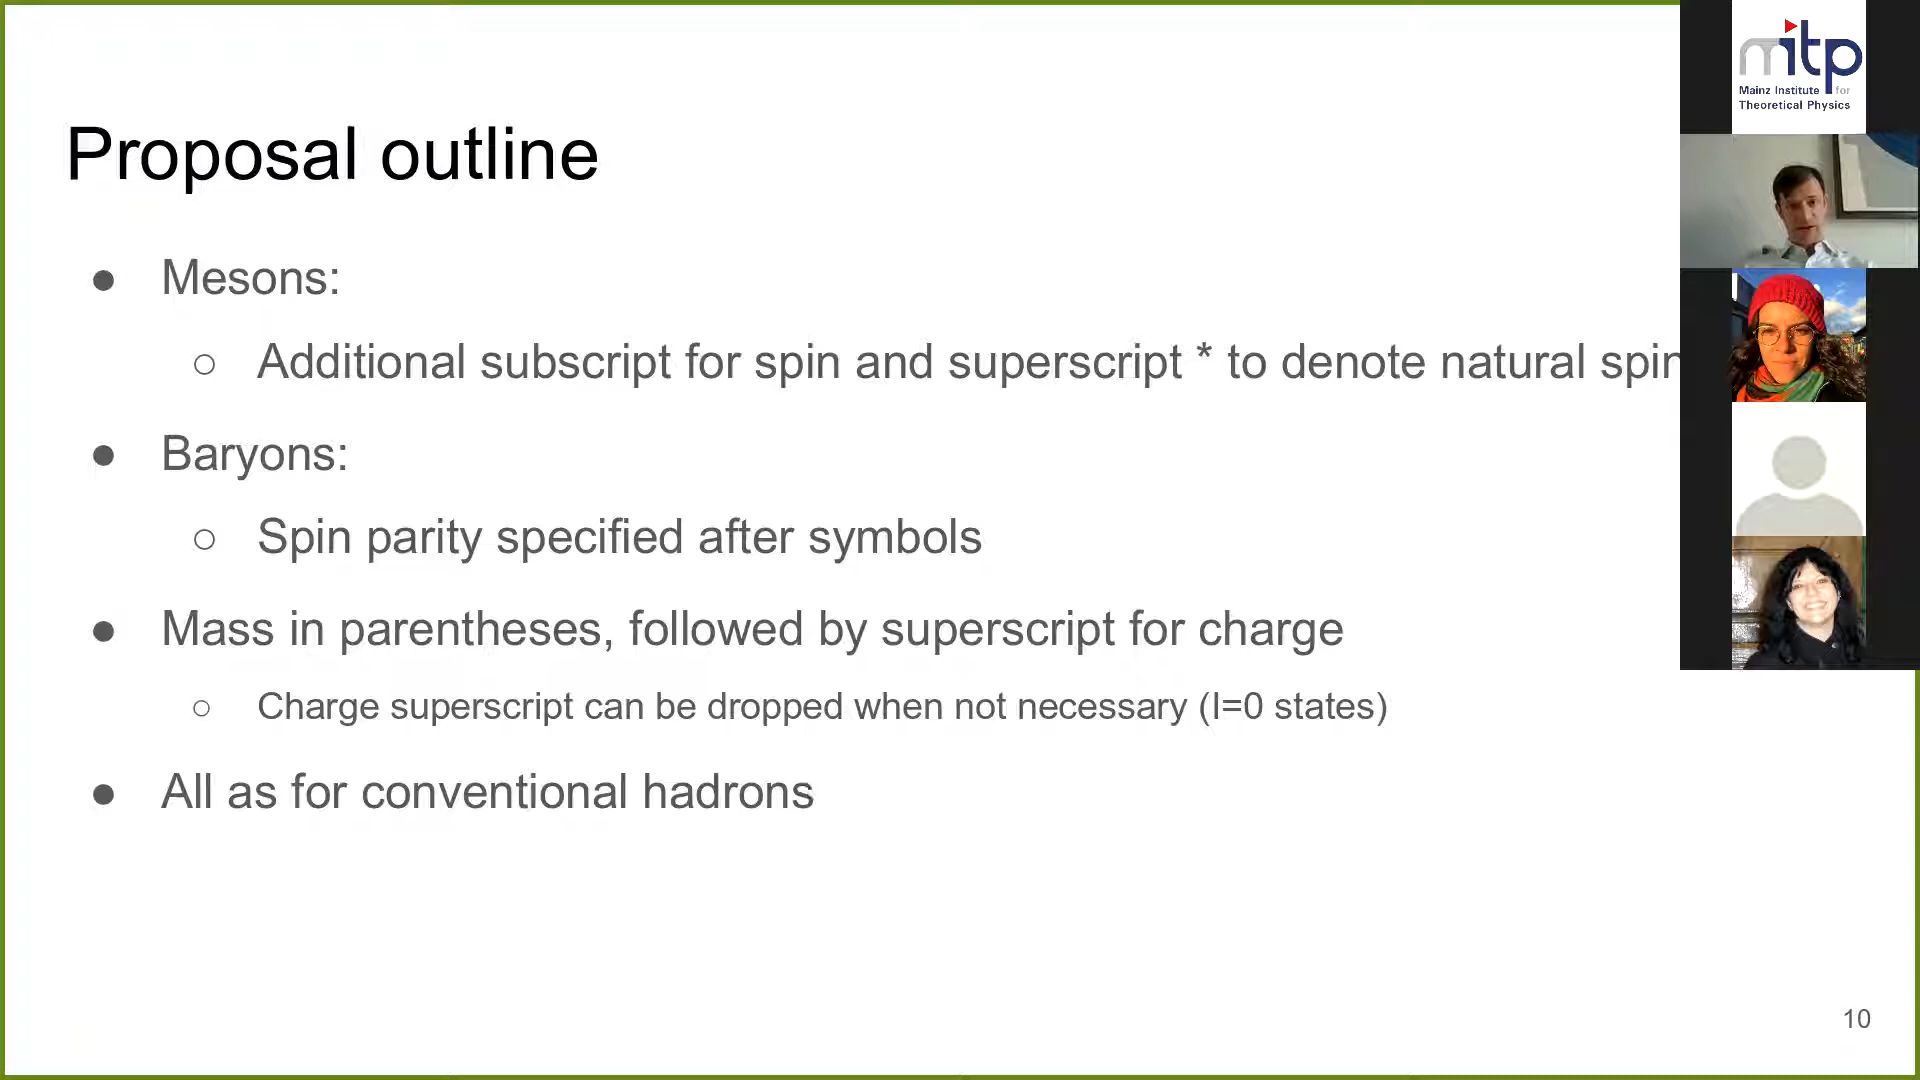 Proposal outline
● Mesons:
○ Additional subscript for spin and superscript * to denote natural spin
● Baryons:
○ Spin parity specified after symbols
● Mass in parentheses, followed by superscript for charge
○ Charge superscript can be dropped when not necessary (I=0 states)
● All as for conventional hadrons
10
mitp
Mainz Institute for
Theoretical Physics